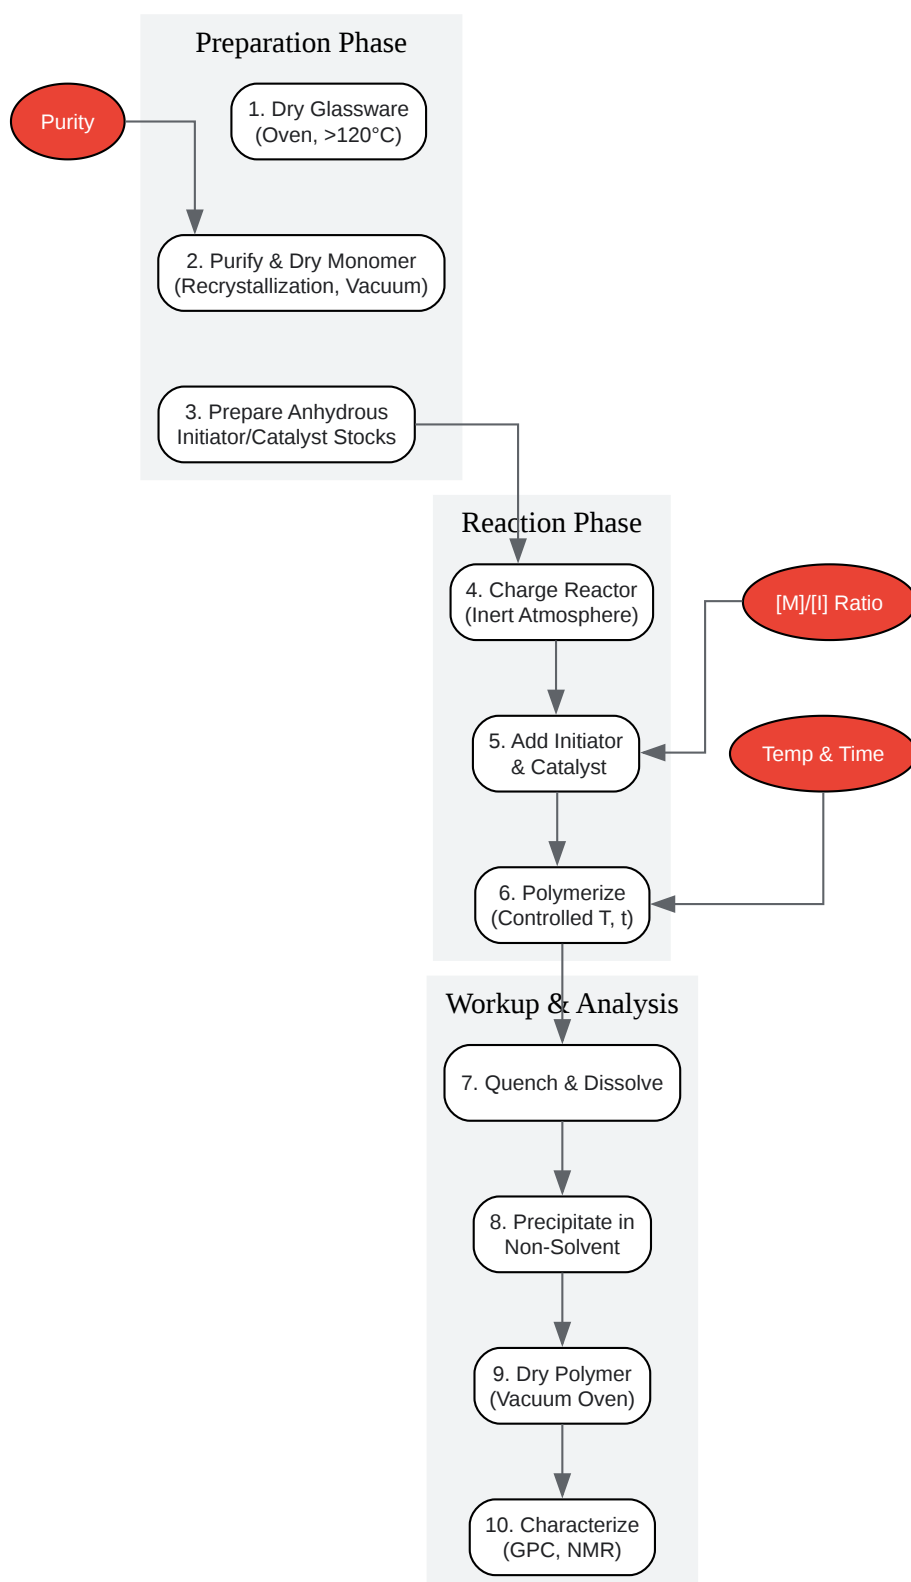 Preparation Phase
Purity
1. Dry Glassware
(Oven, >120°C)
2. Purify & Dry Monomer
(Recrystallization, Vacuum)
3. Prepare Anhydrous
Initiator/Catalyst Stocks
Reaction Phase
4. Charge Reactor
(Inert Atmosphere)
[M]/[I] Ratio
5. Add Initiator
& Catalyst
Temp & Time
6. Polymerize
(Controlled T, t)
Workup & Analysis
7. Quench & Dissolve
8. Precipitate in
Non-Solvent
9. Dry Polymer
(Vacuum Oven)
10. Characterize
(GPC, NMR)